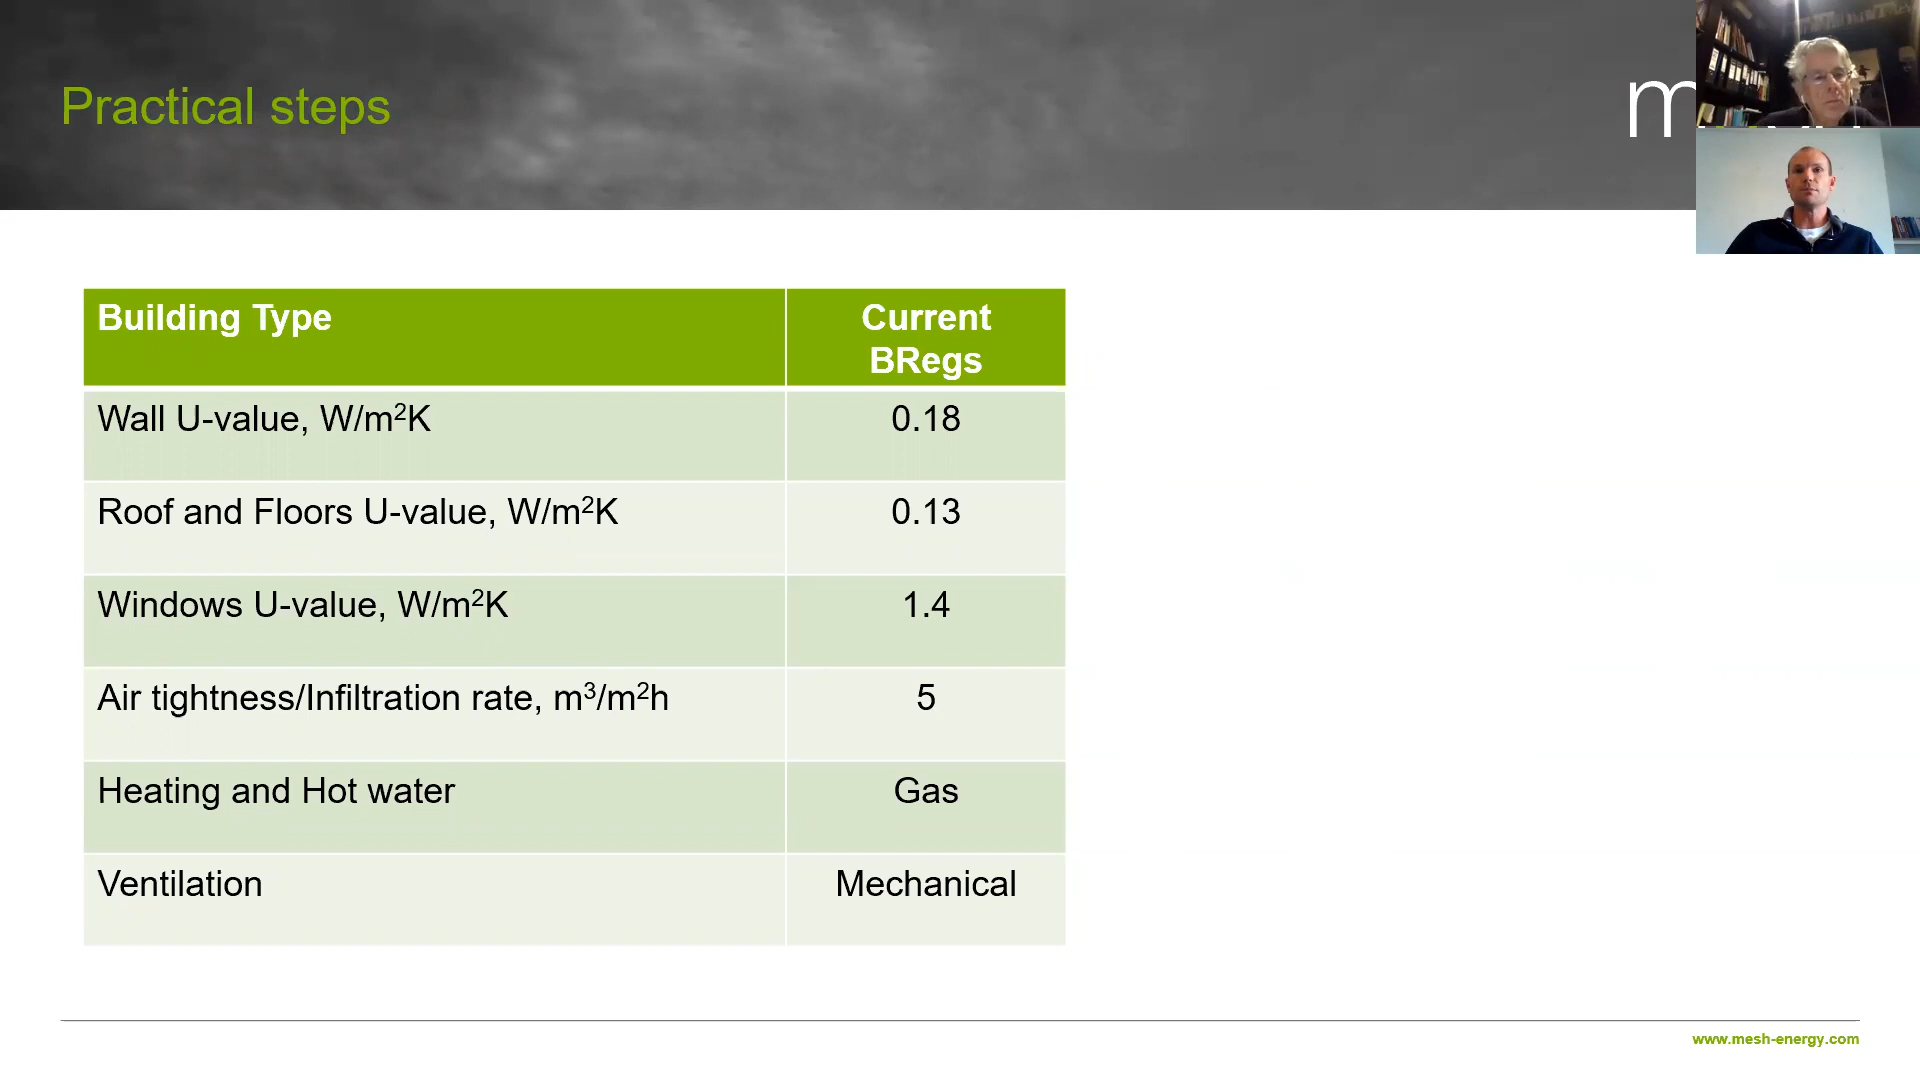 Practical steps
Building Type
Current
BRegs
Wall U-value, W/m²K
0.18
Roof and Floors U-value, W/m²K
0.13
Windows U-value, W/m²K
1.4
Air tightness/Infiltration rate, m³/m²h
5
Heating and Hot water
Gas
Ventilation
Mechanical
www.mesh-energy.com